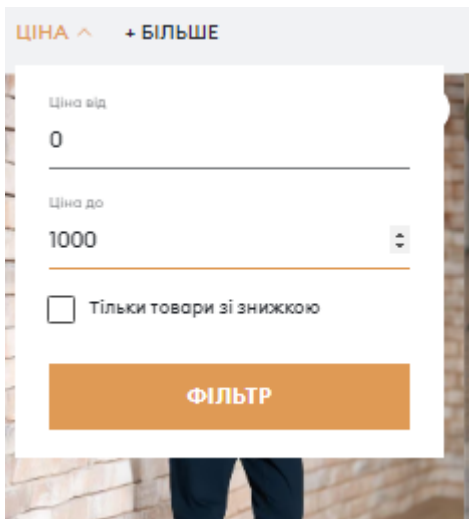 ЦІНА + БІЛЬШЕ
Ціна від
0
Ціна до
1000
Тільки товари зі знижкою
ФІЛЬТР